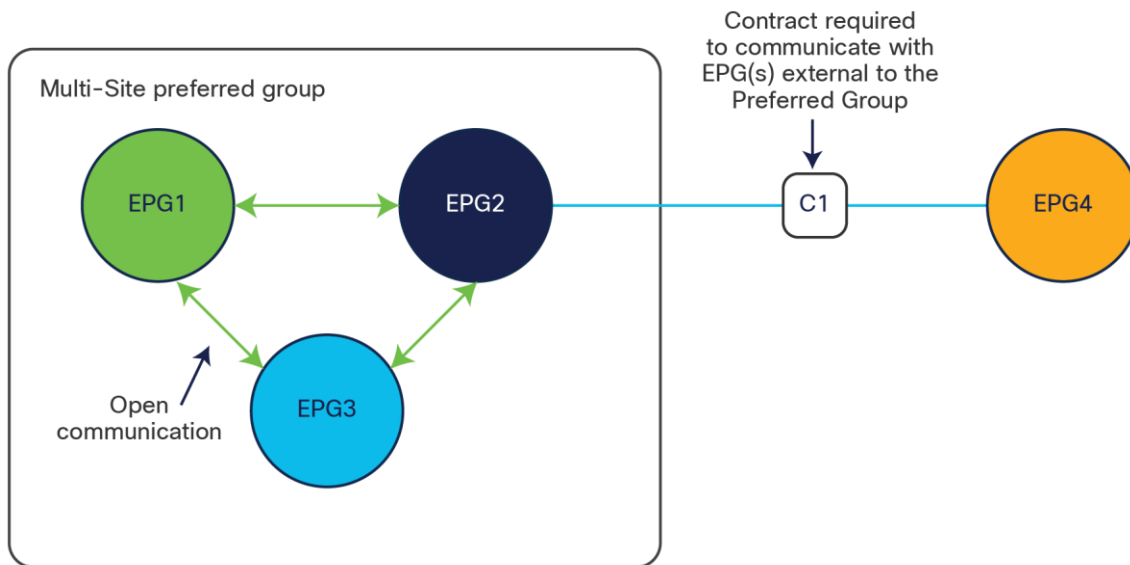 Contract required
to communicate with
EPG(s) external to the
Preferred Group
Multi-Site preferred group
EPG1
EPG2
C1
EPG4
EPG3
Open
communication